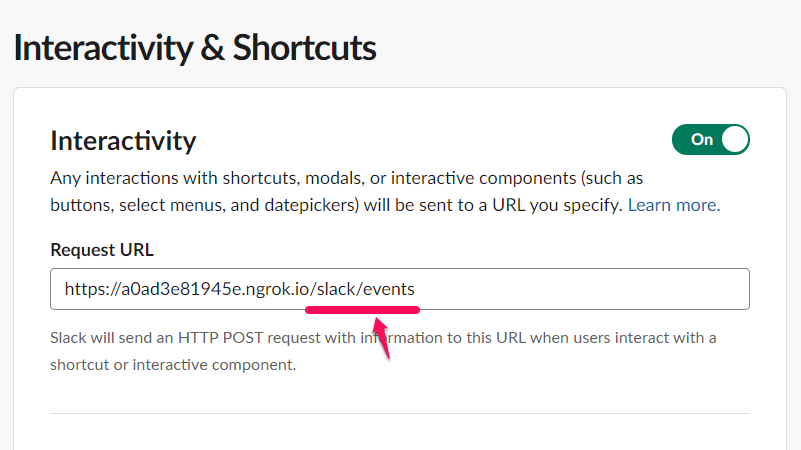 Interactivity & Shortcuts
Interactivity
On
Any interactions with shortcuts, modals, or interactive components (such as
buttons, select menus, and datepickers) will be sent to a URL you specify. Learn more.
Request URL
https://a0ad3e81945e.ngrok.io/slack/events
Slack will send an HTTP POST request with information to this URL when users interact with a
shortcut or interactive component.